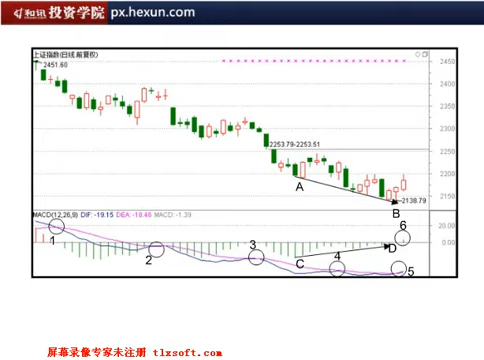 和讯 投资学院 px.hexun.com
上证指数(日线 前复权)
2451.60
2450
2400
2350
2300
2253.79-2253.51
2250
2200
A
2150
2138.79
B
MACD(12,26,9) DIF: -19.15 DEA: -18.46 MACD: -1.39
6
20.00
1
2
3
D
0.00
C
4
5
屏幕录像专家未注册 tlxsoft.com